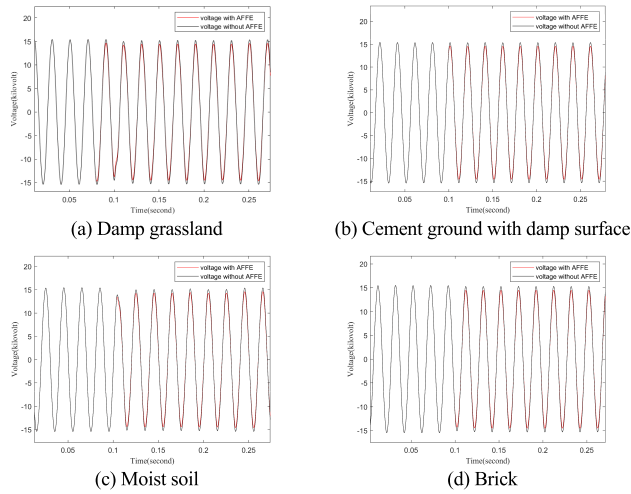 voltage with AFFE
voltage without AFFE
20
15
10
5
0
-5
-10
-15
Voltage(kilovolt)
0.05
0.1
0.15
0.2
0.25
Time(second)
(a) Damp grassland
voltage with AFFE
voltage without AFFE
20
15
10
5
0
-5
-10
-15
Voltage(kilovolt)
0.05
0.1
0.15
0.2
0.25
Time(second)
(b) Cement ground with damp surface
voltage with AFFE
voltage without AFFE
20
15
10
5
0
-5
-10
-15
Voltage(kilovolt)
0.05
0.1
0.15
0.2
0.25
Time(second)
(c) Moist soil
voltage with AFFE
voltage without AFFE
20
15
10
5
0
-5
-10
-15
Voltage(kilovolt)
0.05
0.1
0.15
0.2
0.25
Time(second)
(d) Brick